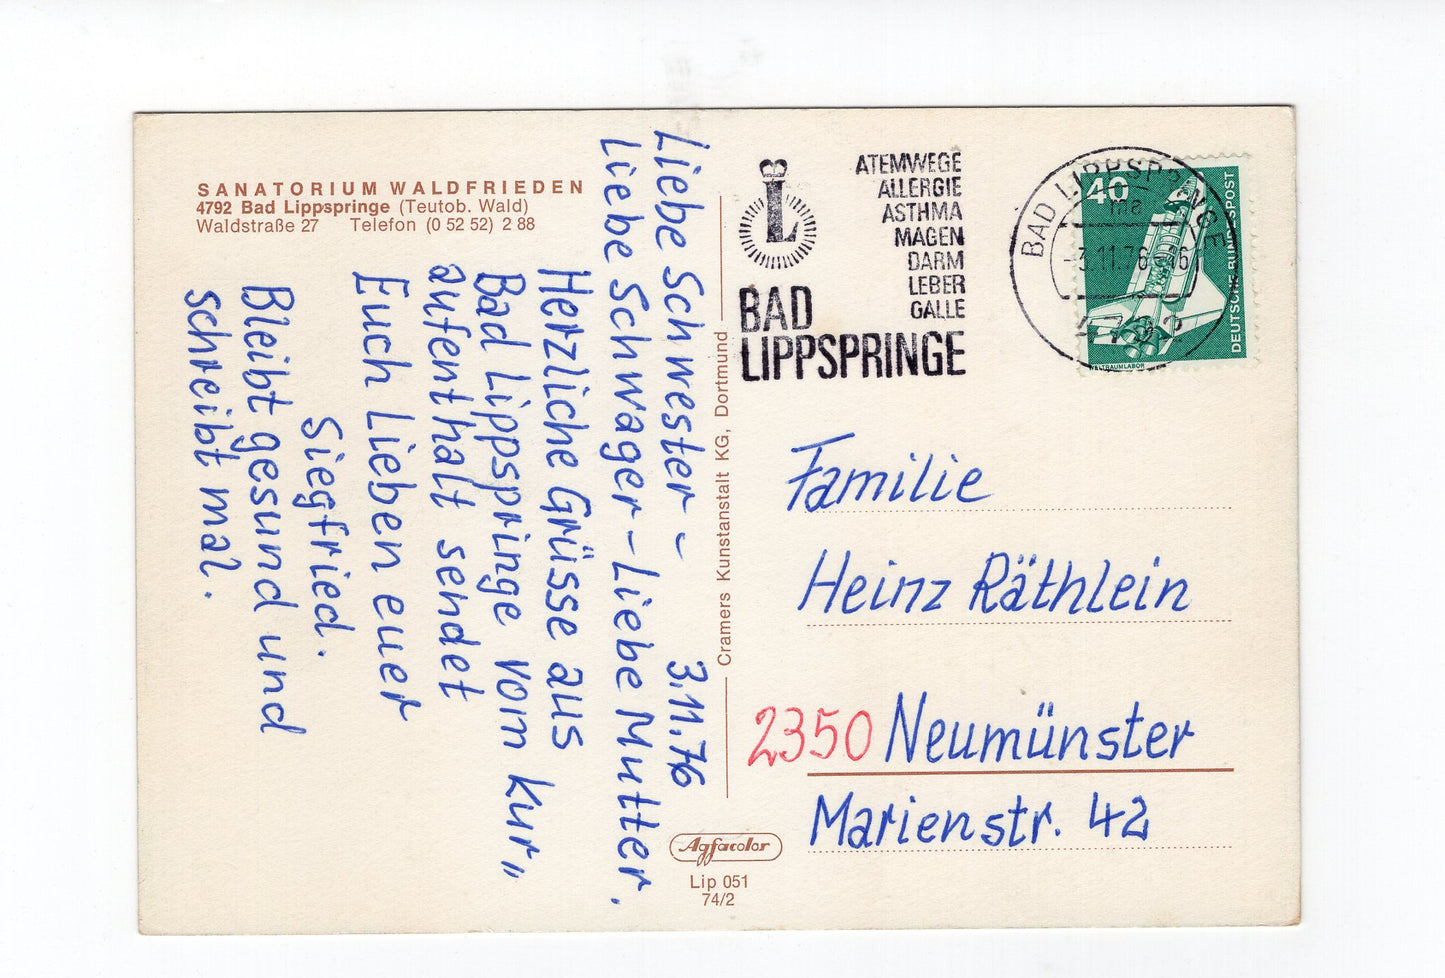 SANATORIUM WALDFRIEDEN
4792 Bad Lippspringe (Teutob. Wald)
Waldstraße 27 Telefon (0 52 52) 2 88
Liebe Schwester - 3.11.76
Liebe Schwager - Liebe Mutter.
Herzliche Grüsse aus
Bad Lippspringe vom Kur„
aufenthalt sendet
Euch Lieben euer
Siegfried.
Bleibt gesund und
schreibt mal.
Cramers Kunstanstalt KG, Dortmund
Agfacolor
Lip 051
74/2
L
ATEMWEGE
ALLERGIE
ASTHMA
MAGEN
DARM
LEBER
GALLE
BAD
LIPPSPRINGE
BAD LIPPSPRINGE
-3.11.76-16
4792
40
DEUTSCHE BUNDESPOST
WELTRAUMLABOR
Familie
Heinz Räthlein
2350 Neumünster
Marienstr. 42